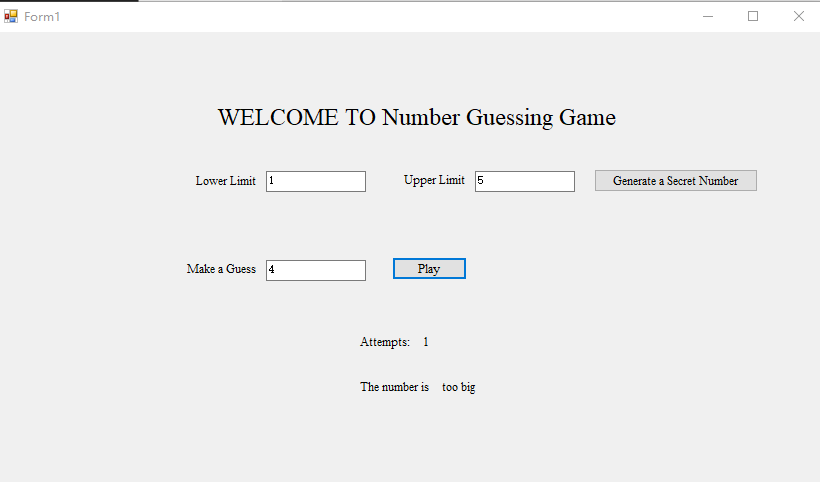 Form1
WELCOME TO Number Guessing Game
Lower Limit 1 Upper Limit 5 Generate a Secret Number
Make a Guess 4 Play
Attempts: 1
The number is too big